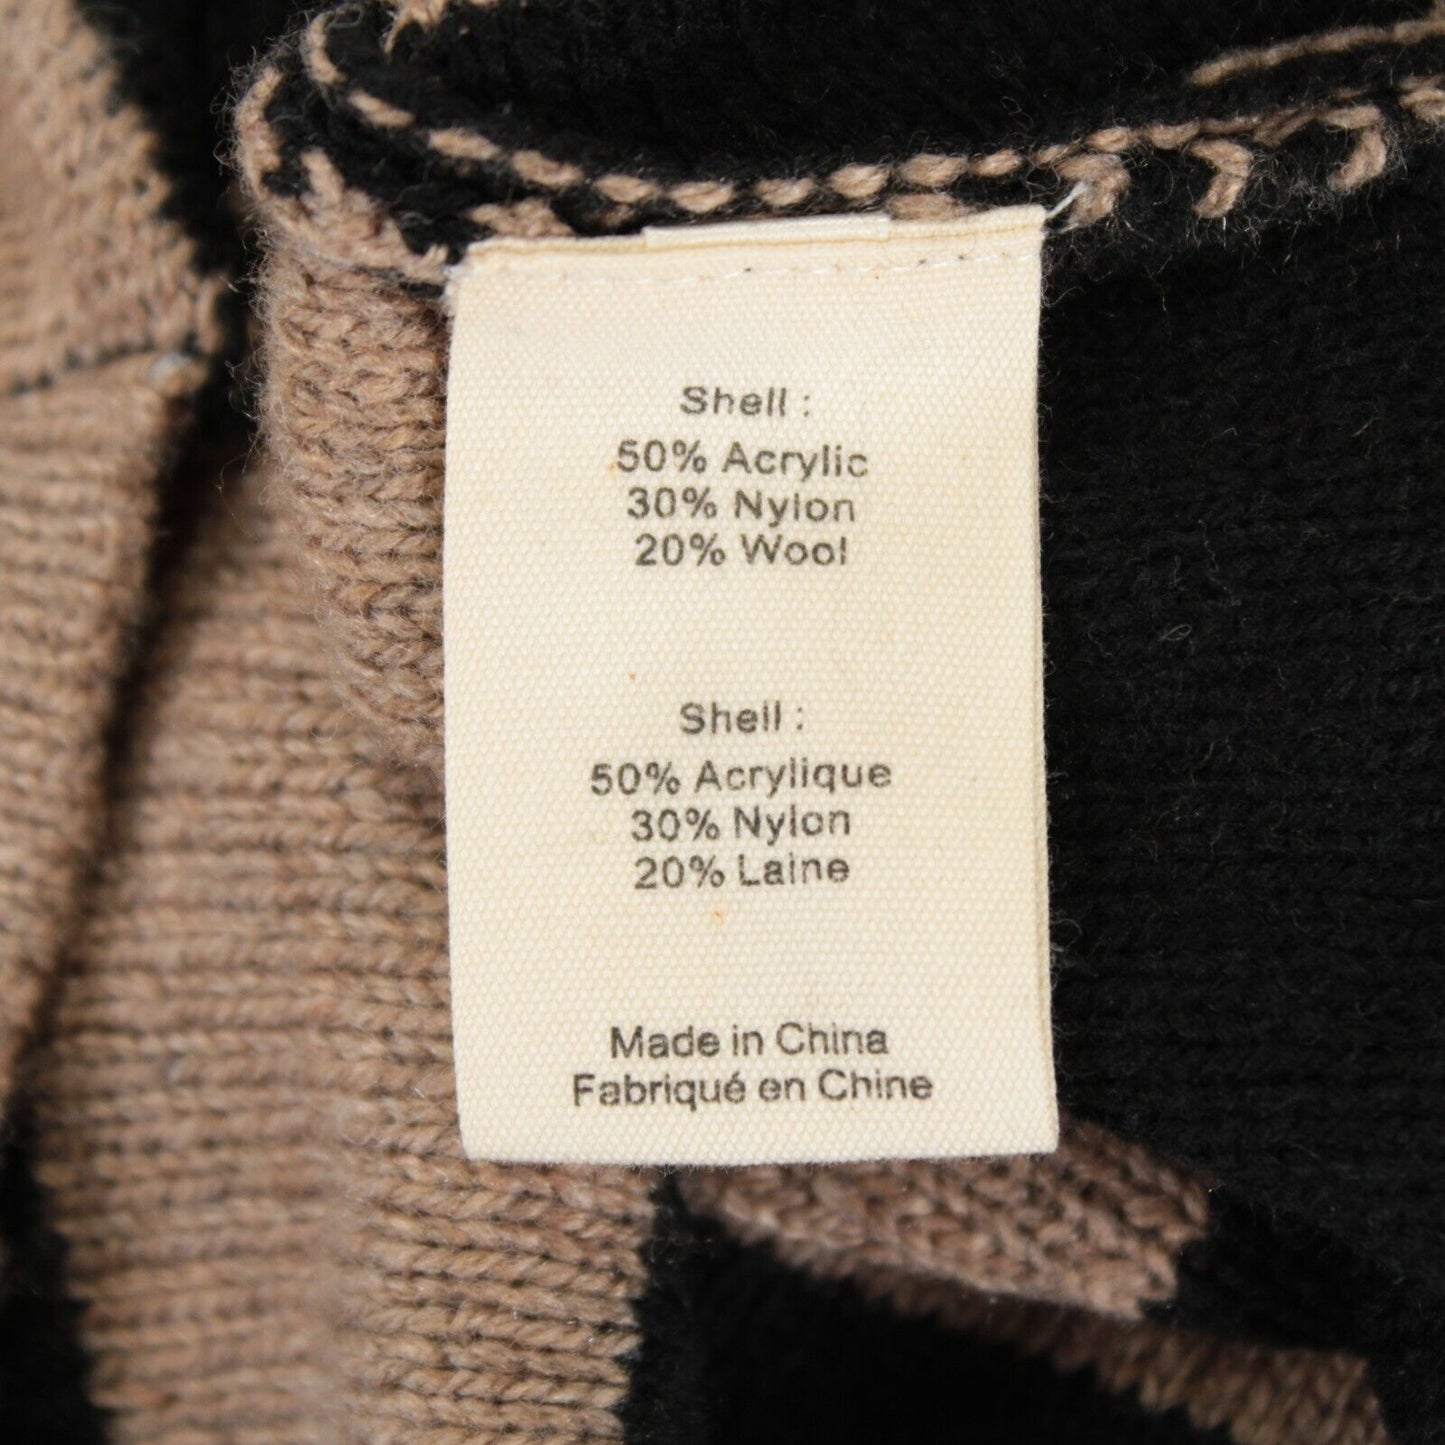 Shell :
50% Acrylic
30% Nylon
20% Wool
Shell :
50% Acrylique
30% Nylon
20% Laine
Made in China
Fabriqué en Chine